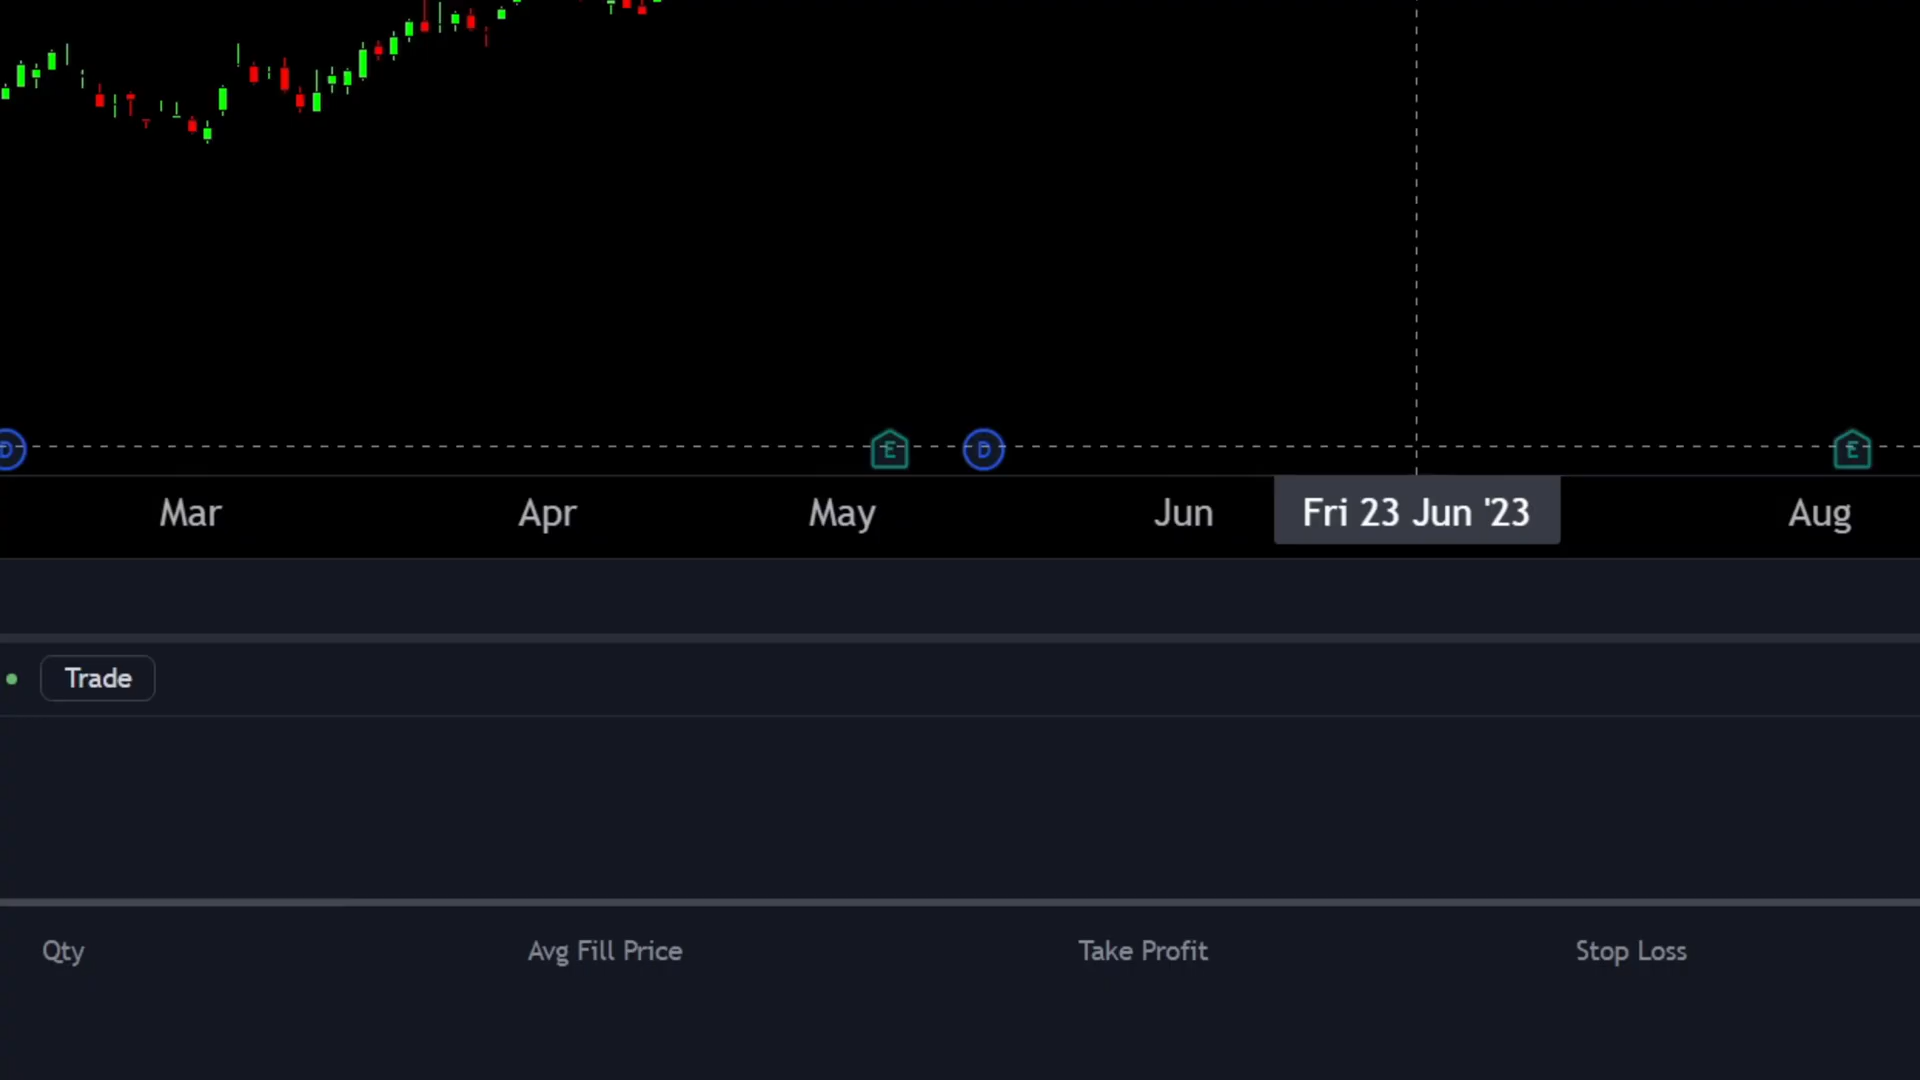 D E D E
Mar Apr May Jun Fri 23 Jun '23 Aug
Trade
Qty Avg Fill Price Take Profit Stop Loss